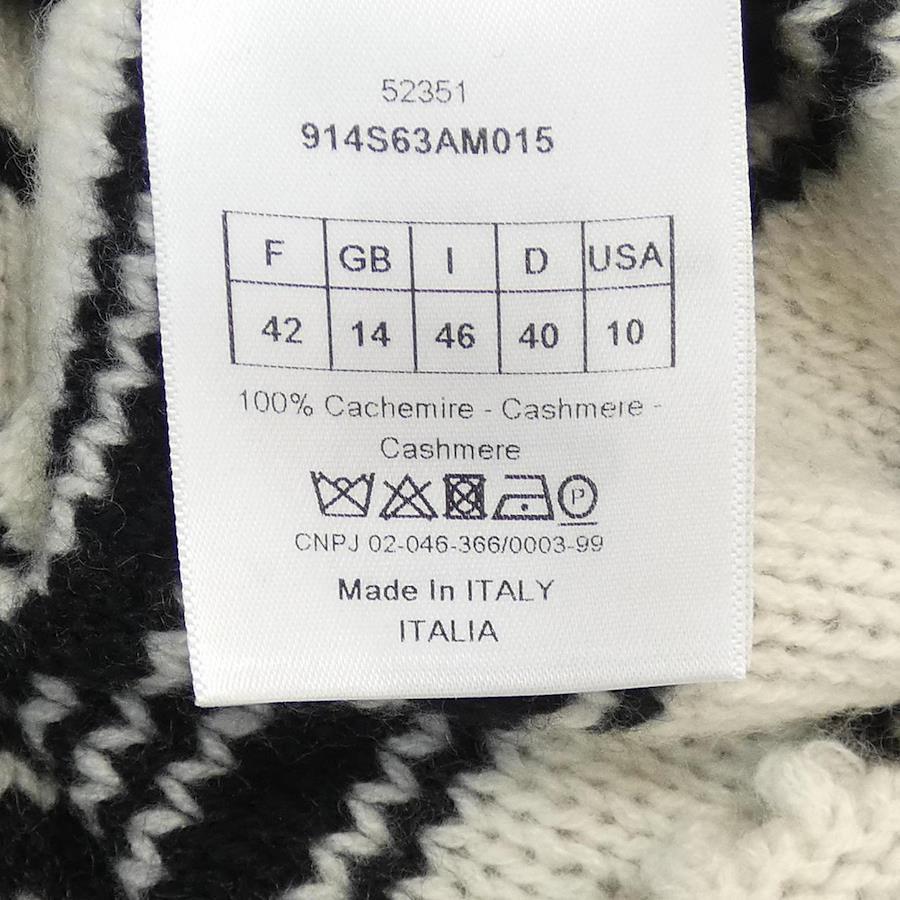 52351
914S63AM015
F GB I D USA
42 14 46 40 10
100% Cachemire - Cashmere -
Cashmere
P
CNPJ 02-046-366/0003-99
Made In ITALY
ITALIA